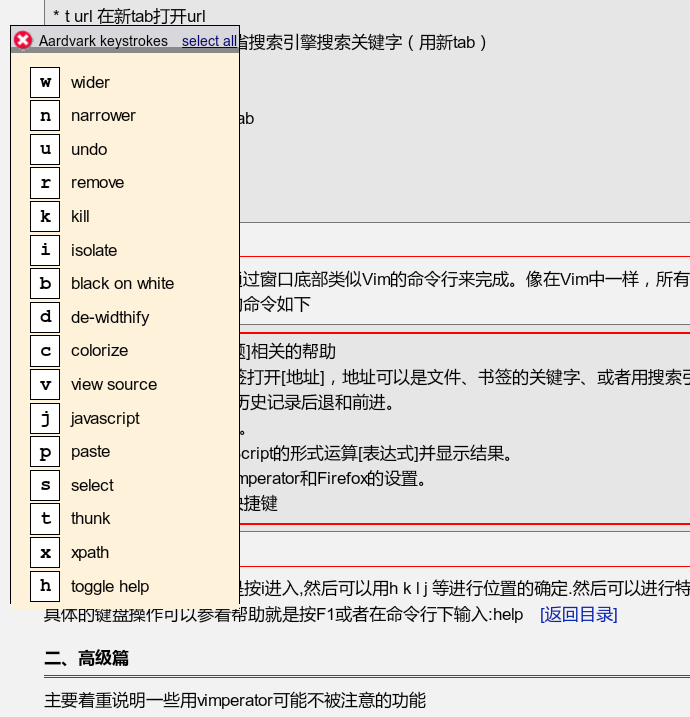 * t url 在新tab打开url
Aardvark keystrokes select all
省搜索引擎搜索关键字（用新tab）
w wider
n narrower
ab
u undo
r remove
k kill
i isolate
通过窗口底部类似Vim的命令行来完成。像在Vim中一样，所有
b black on white
的命令如下
d de-widthify
c colorize
题]相关的帮助
v view source
签打开[地址]，地址可以是文件、书签的关键字、或者用搜索引
历史记录后退和前进。
j javascript
。
p paste
Script的形式运算[表达式]并显示结果。
s select
imperator和Firefox的设置。
快捷键
t thunk
x xpath
h toggle help
是按i进入,然后可以用h k l j 等进行位置的确定.然后可以进行特
具体的键盘操作可以参看帮助就是按F1或者在命令行下输入:help [返回目录]
二、高级篇
主要着重说明一些用vimperator可能不被注意的功能